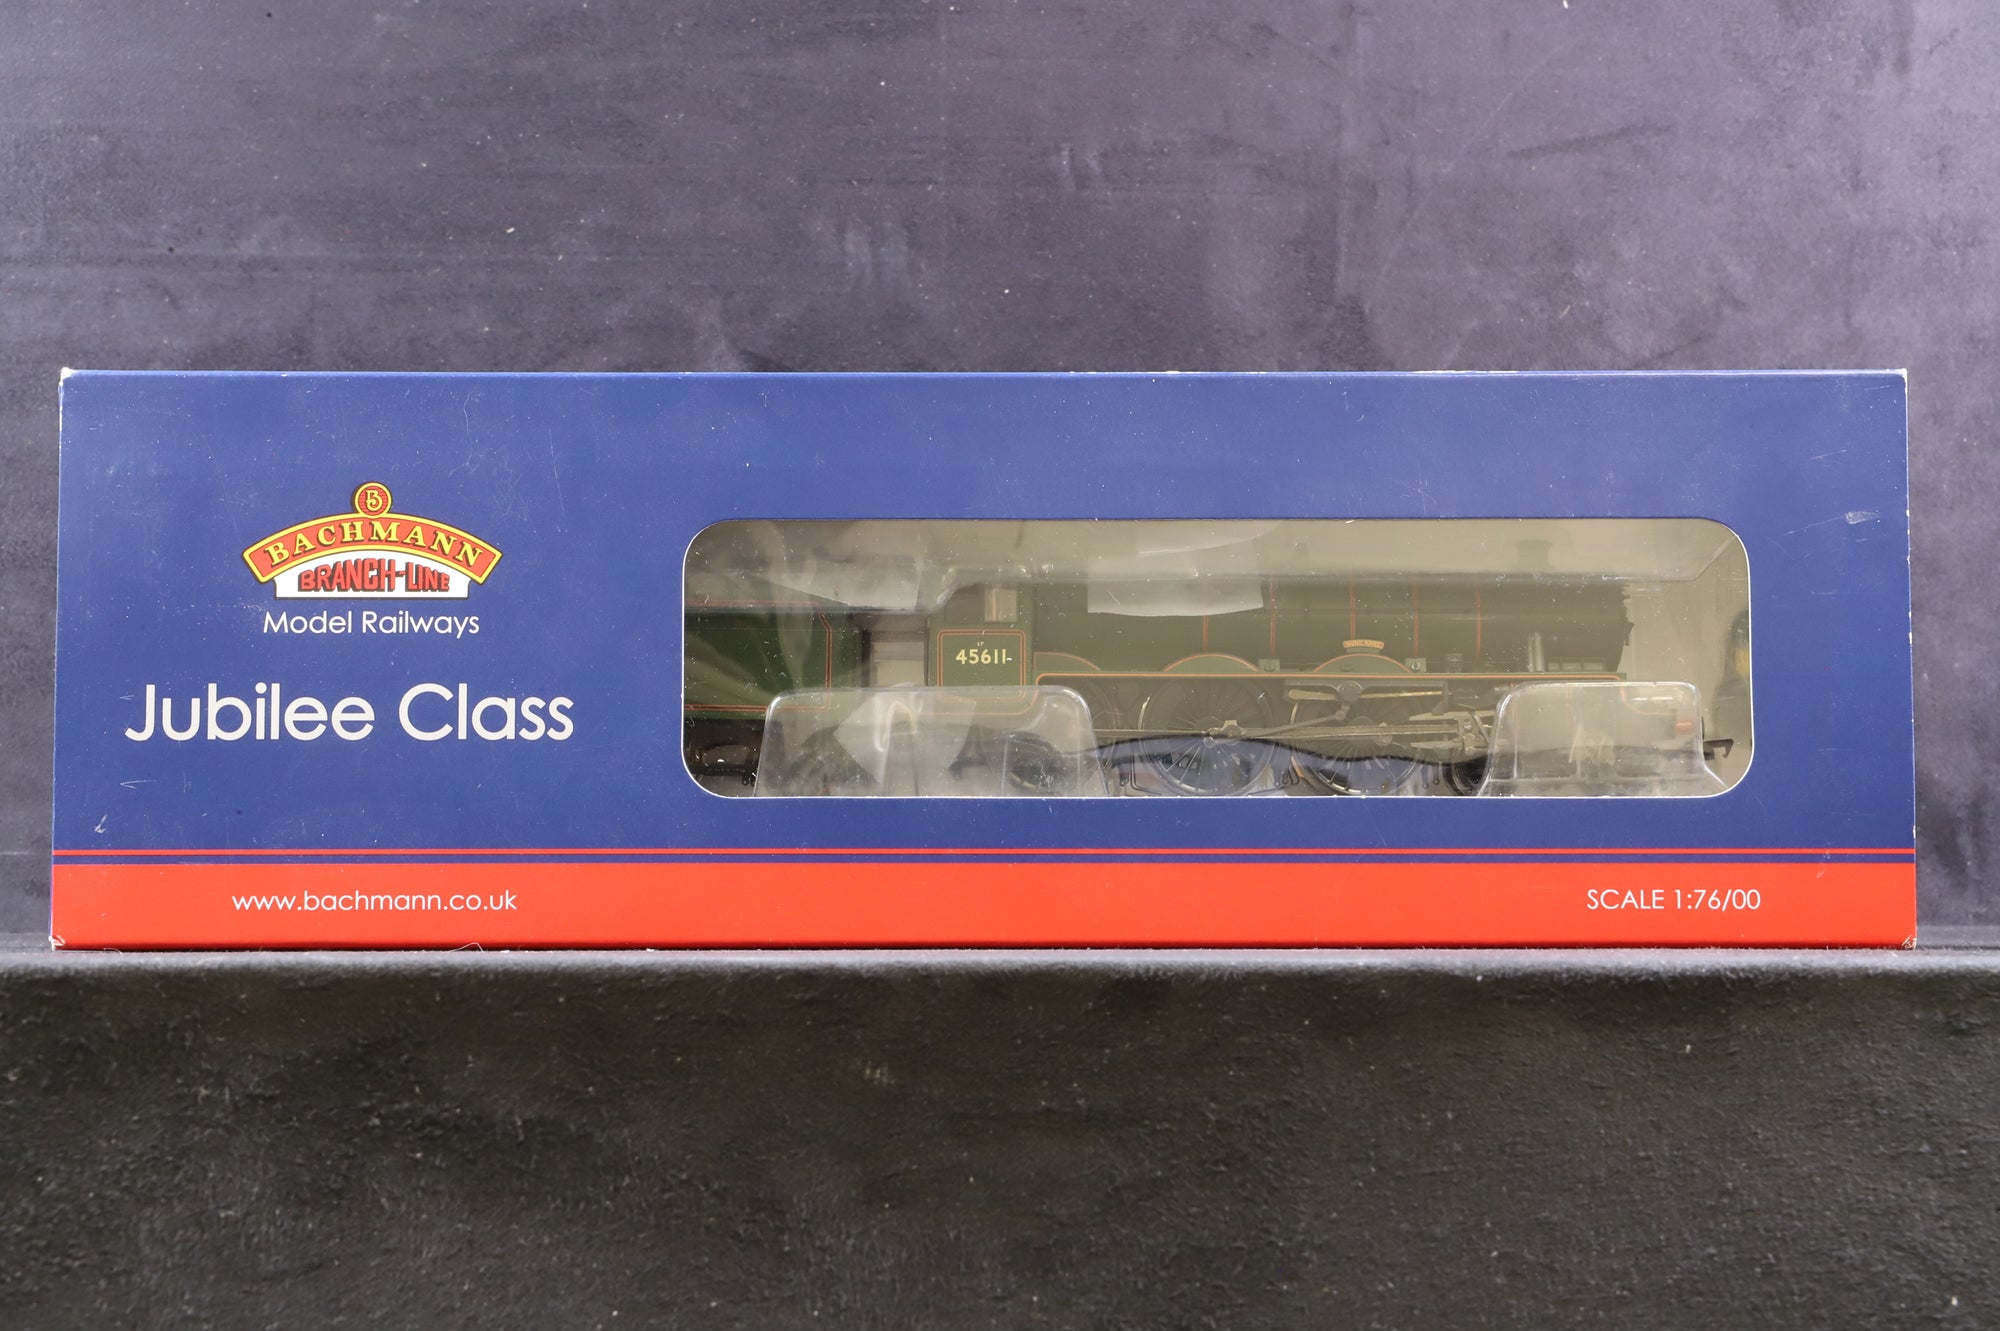 B
BACHMANN
BRANCH-LINE
Model Railways
Jubilee Class
45611
www.bachmann.co.uk
SCALE 1:76/00